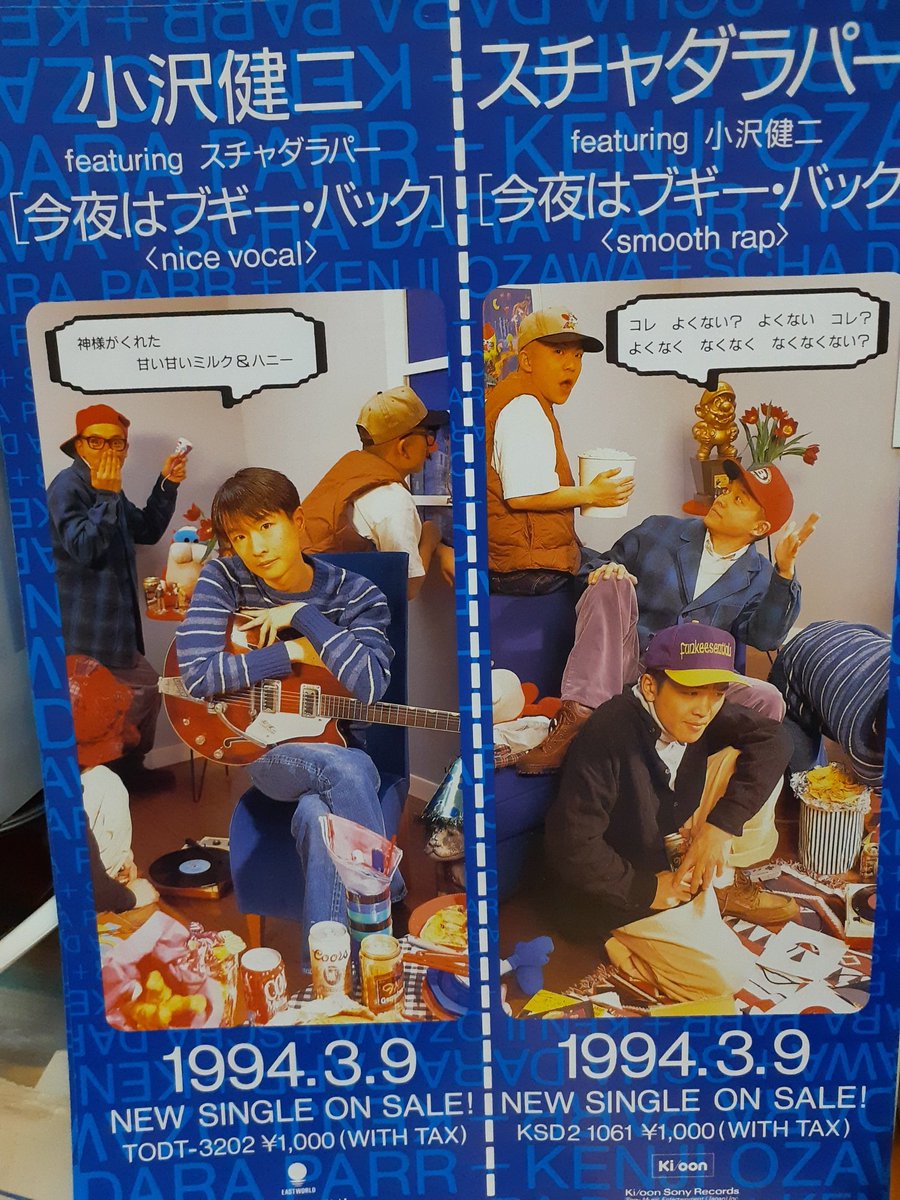 小沢健二
featuring スチャダラパー
[今夜はブギー・バック]
〈nice vocal〉
神様がくれた
甘い甘いミルク&ハニー
Coors
1994.3.9
NEW SINGLE ON SALE!
TODT-3202 ¥1,000 (WITH TAX)
EASTWORLD
スチャダラパー
featuring 小沢健二
[今夜はブギー・バック
〈smooth rap〉
コレ よくない? よくない コレ?
よくなく なくなく なくなくない?
funkeessentials
1994.3.9
NEW SINGLE ON SALE!
KSD2 1061 ¥1,000 (WITH TAX)
Ki/oon
Ki/oon Sony Records